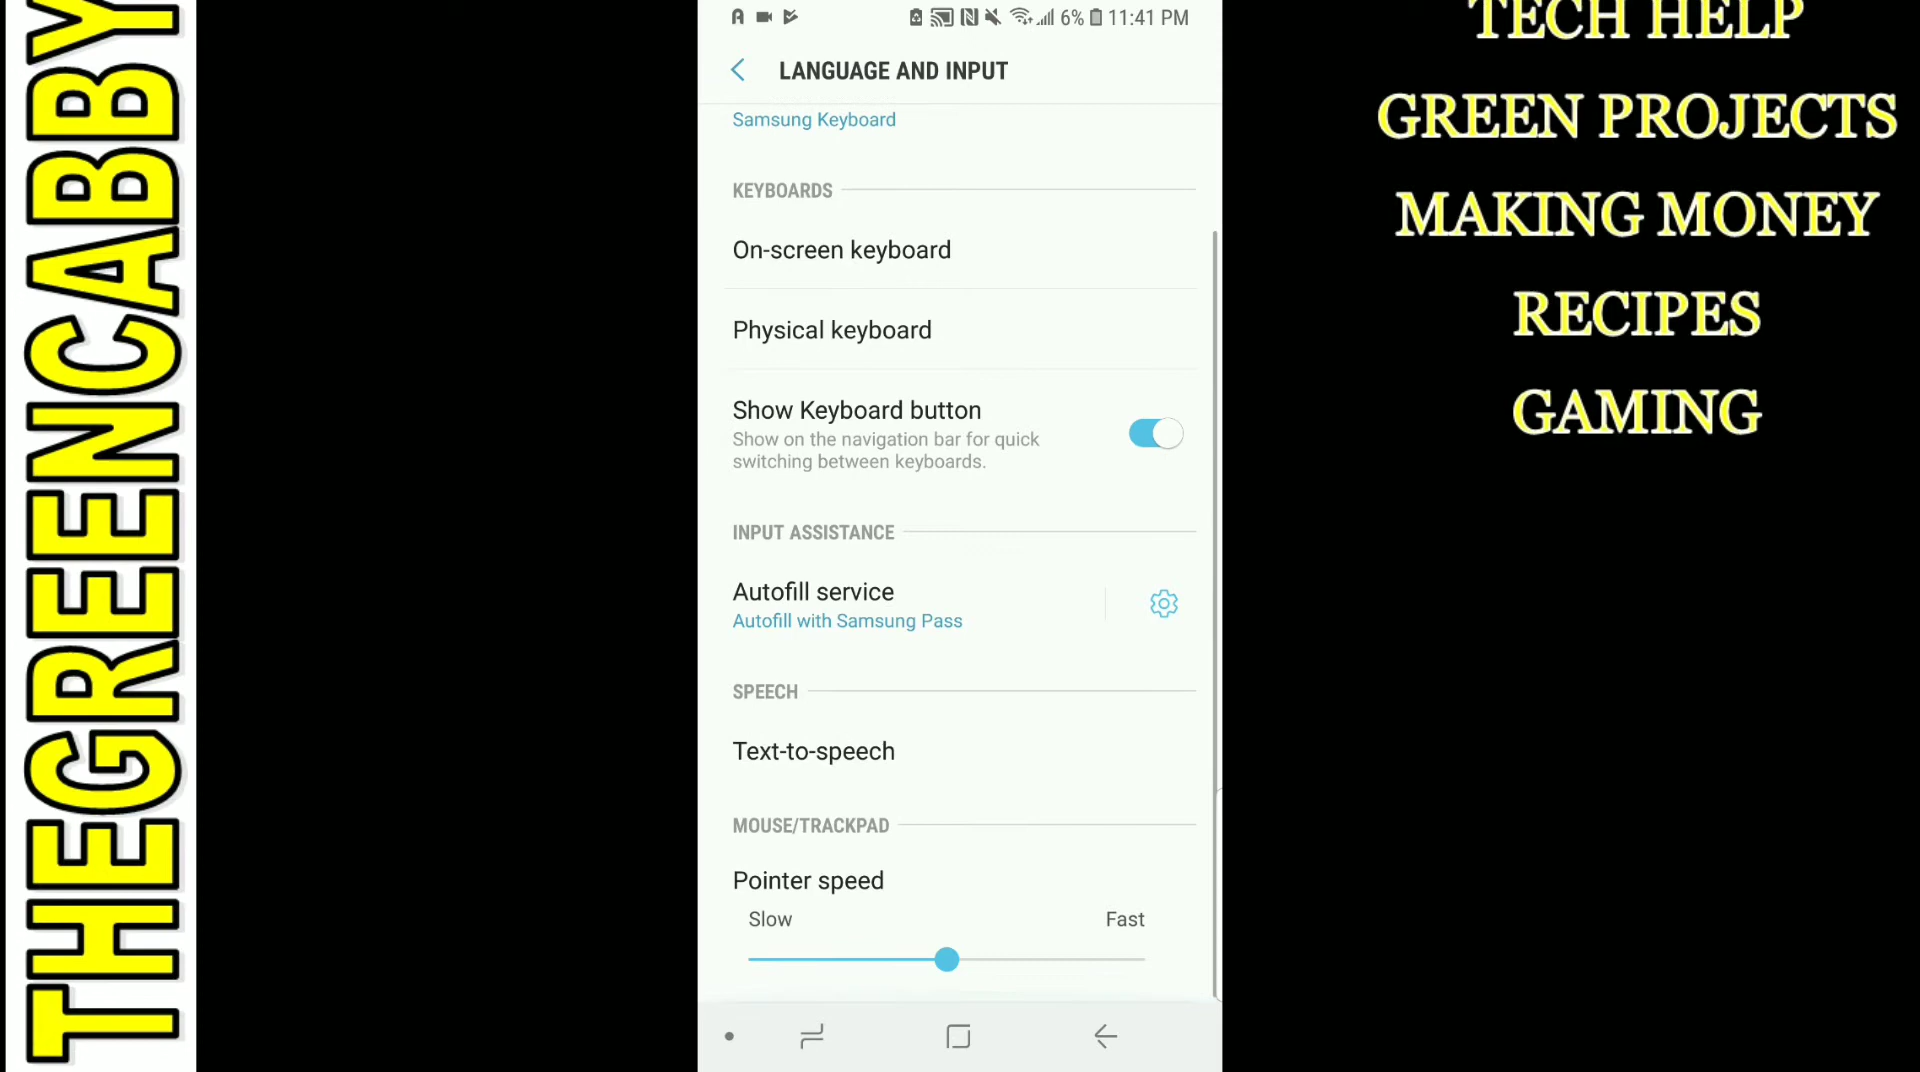 THEGREENCABBY
6% 11:41 PM
LANGUAGE AND INPUT
Samsung Keyboard
KEYBOARDS
On-screen keyboard
Physical keyboard
Show Keyboard button
Show on the navigation bar for quick
switching between keyboards.
INPUT ASSISTANCE
Autofill service
Autofill with Samsung Pass
SPEECH
Text-to-speech
MOUSE/TRACKPAD
Pointer speed
Slow Fast
TECH HELP
GREEN PROJECTS
MAKING MONEY
RECIPES
GAMING